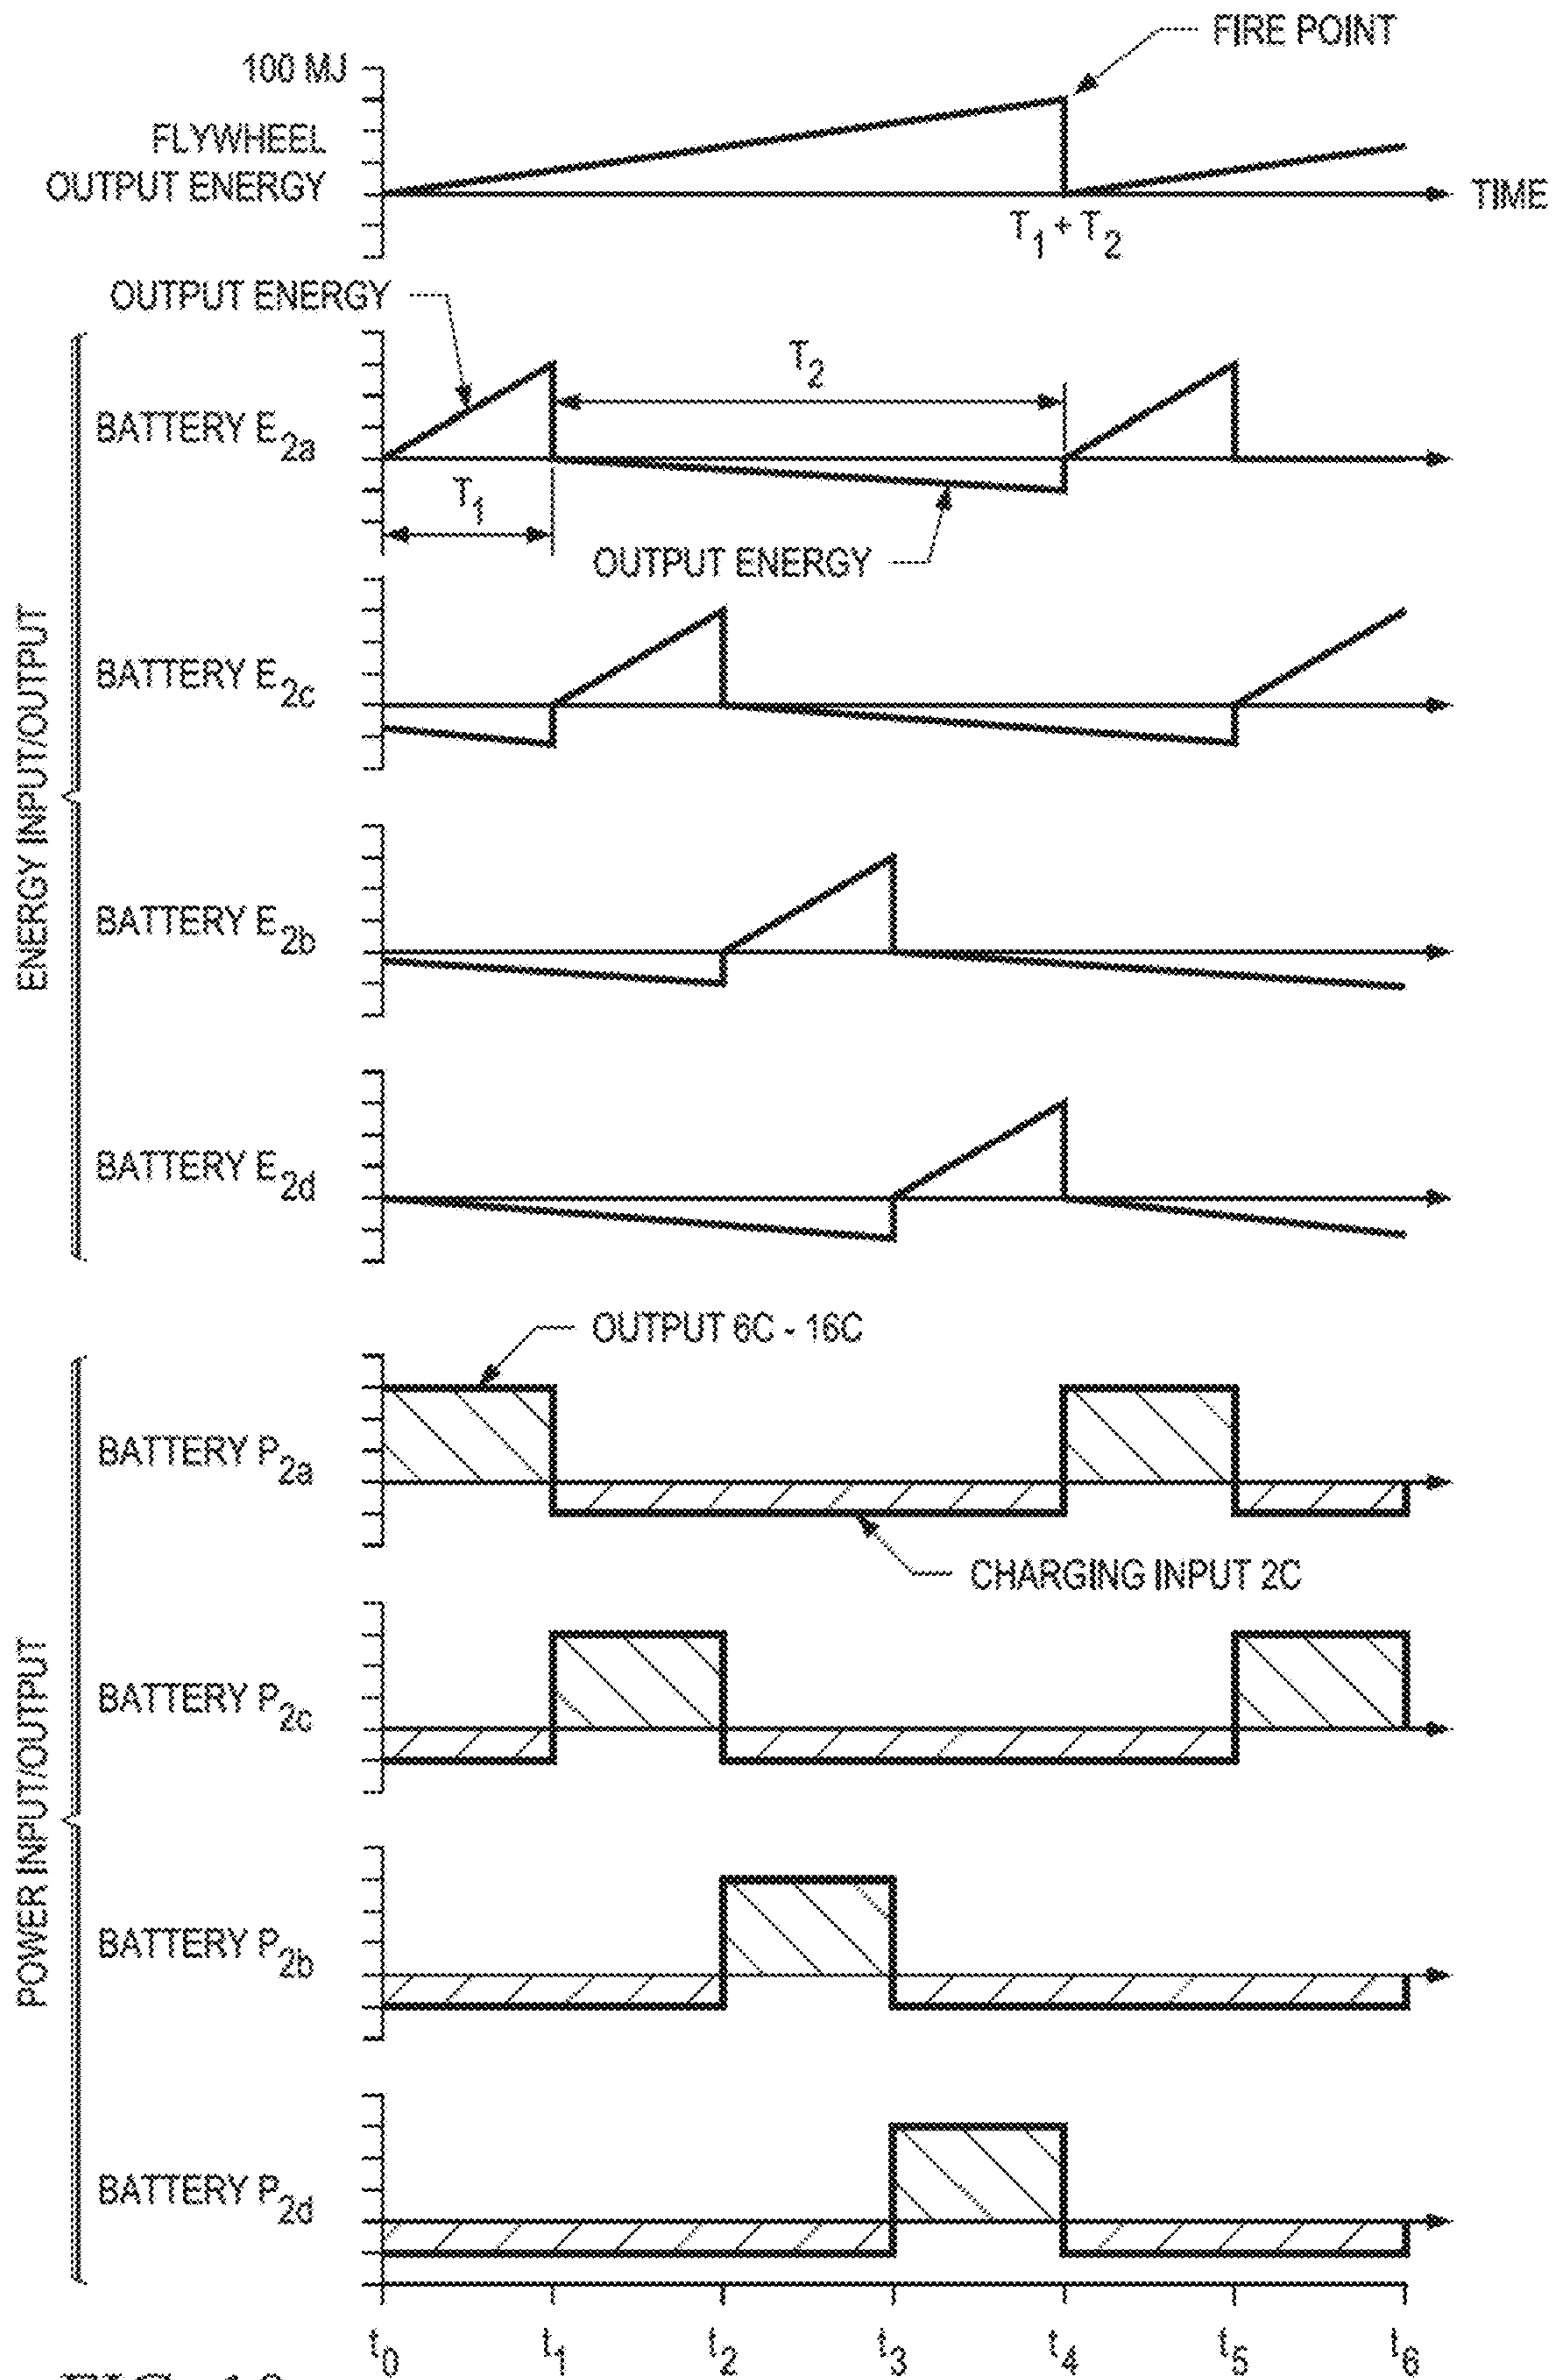 FIRE POINT
100 MJ
FLYWHEEL
OUTPUT ENERGY
TIME
T1 + T2
OUTPUT ENERGY
T2
BATTERY E2a
T1
OUTPUT ENERGY
ENERGY INPUT/OUTPUT
BATTERY E2c
BATTERY E2b
BATTERY E2d
OUTPUT 6C - 16C
BATTERY P2a
CHARGING INPUT 2C
POWER INPUT/OUTPUT
BATTERY P2c
BATTERY P2b
BATTERY P2d
t0 t1 t2 t3 t4 t5 t6